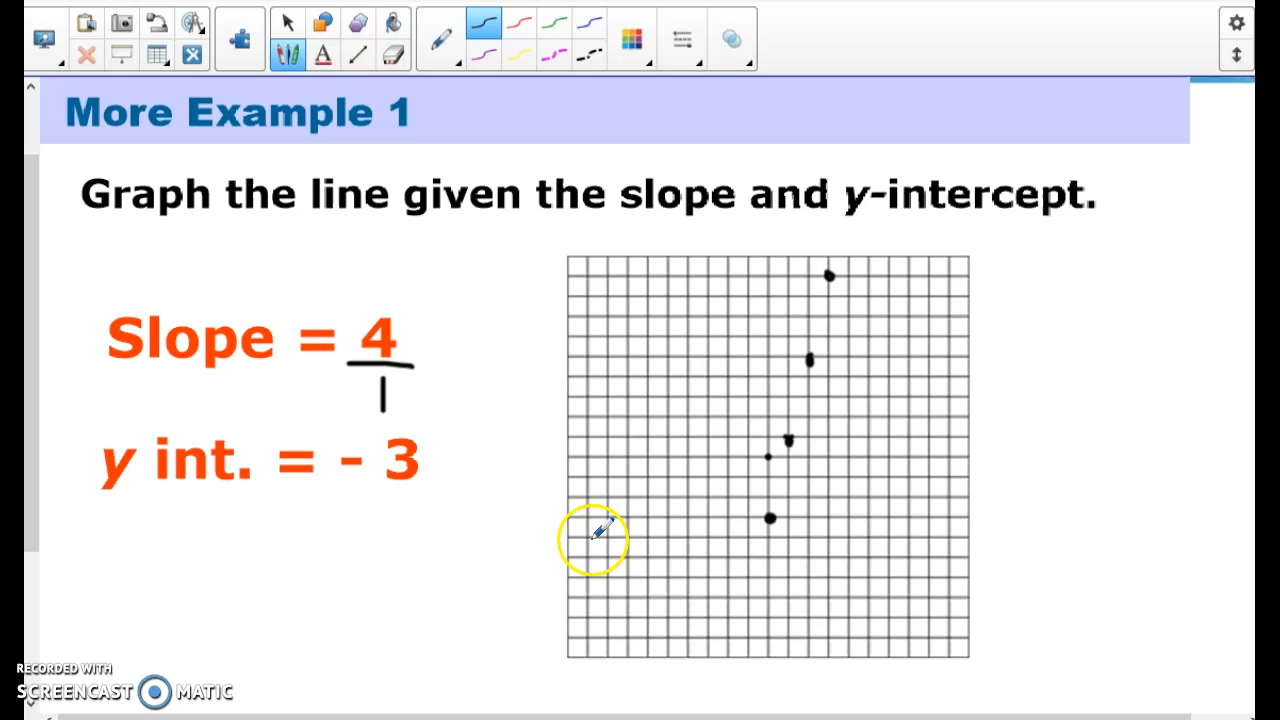 More Example 1
Graph the line given the slope and y-intercept.
Slope = 4
1
y int. = - 3
RECORDED WITH
SCREENCAST MATIC